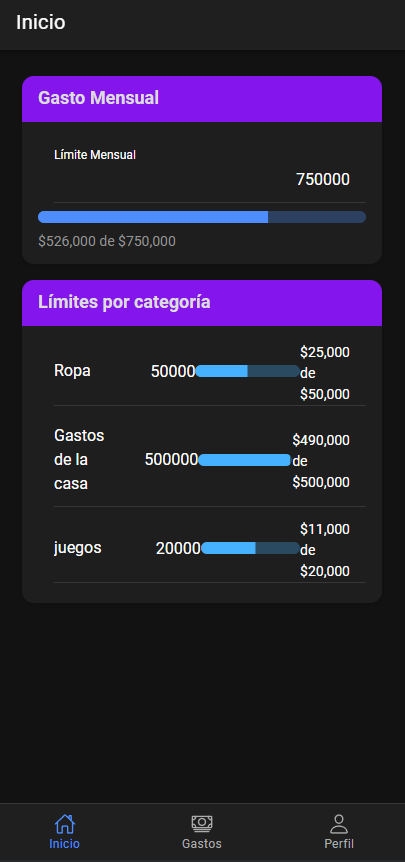 Inicio
Gasto Mensual
Límite Mensual
750000
$526,000 de $750,000
Límites por categoría
Ropa
50000
$25,000
de
$50,000
Gastos
de la
casa
500000
$490,000
de
$500,000
juegos
20000
$11,000
de
$20,000
Inicio
Gastos
Perfil